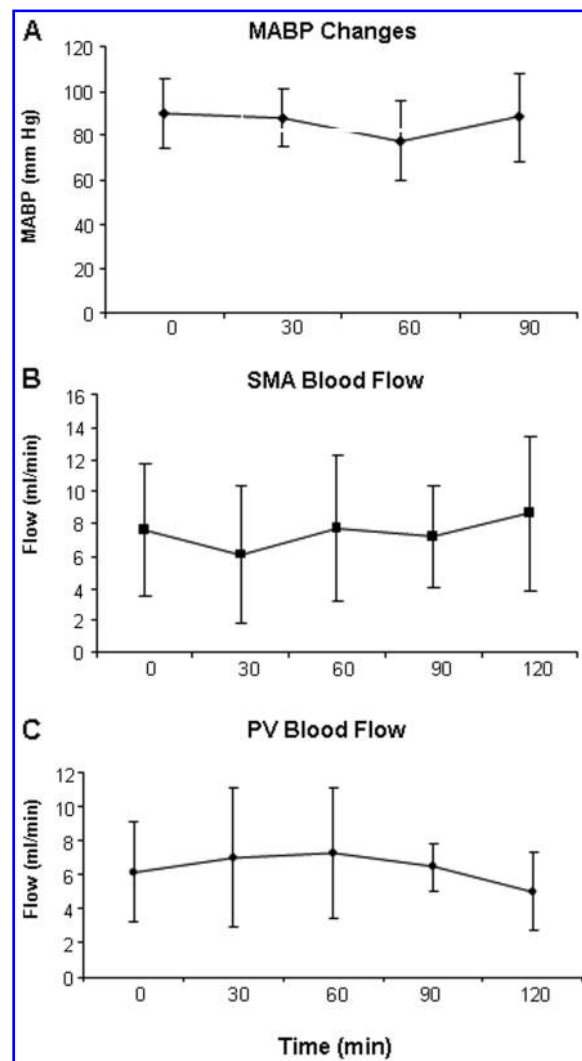 A
MABP Changes
MABP (mm Hg)
120
100
80
60
40
20
0
0 30 60 90
B
SMA Blood Flow
Flow (ml/min)
16
14
12
10
8
6
4
2
0
0 30 60 90 120
C
PV Blood Flow
Flow (ml/min)
12
10
8
6
4
2
0
0 30 60 90 120
Time (min)